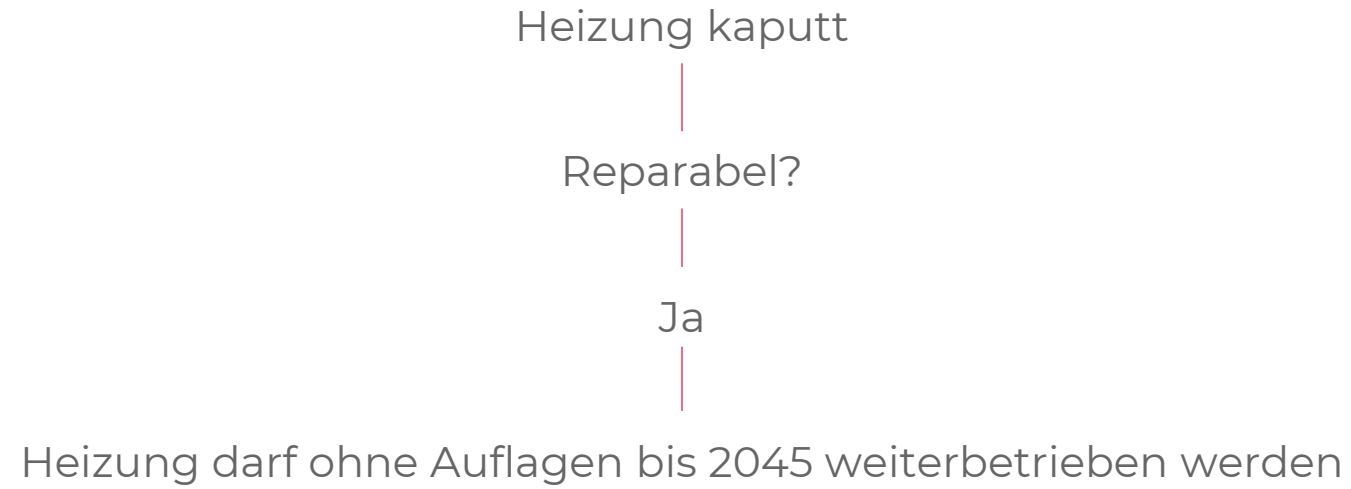 Heizung kaputt
Reparabel?
Ja
Heizung darf ohne Auflagen bis 2045 weiterbetrieben werden